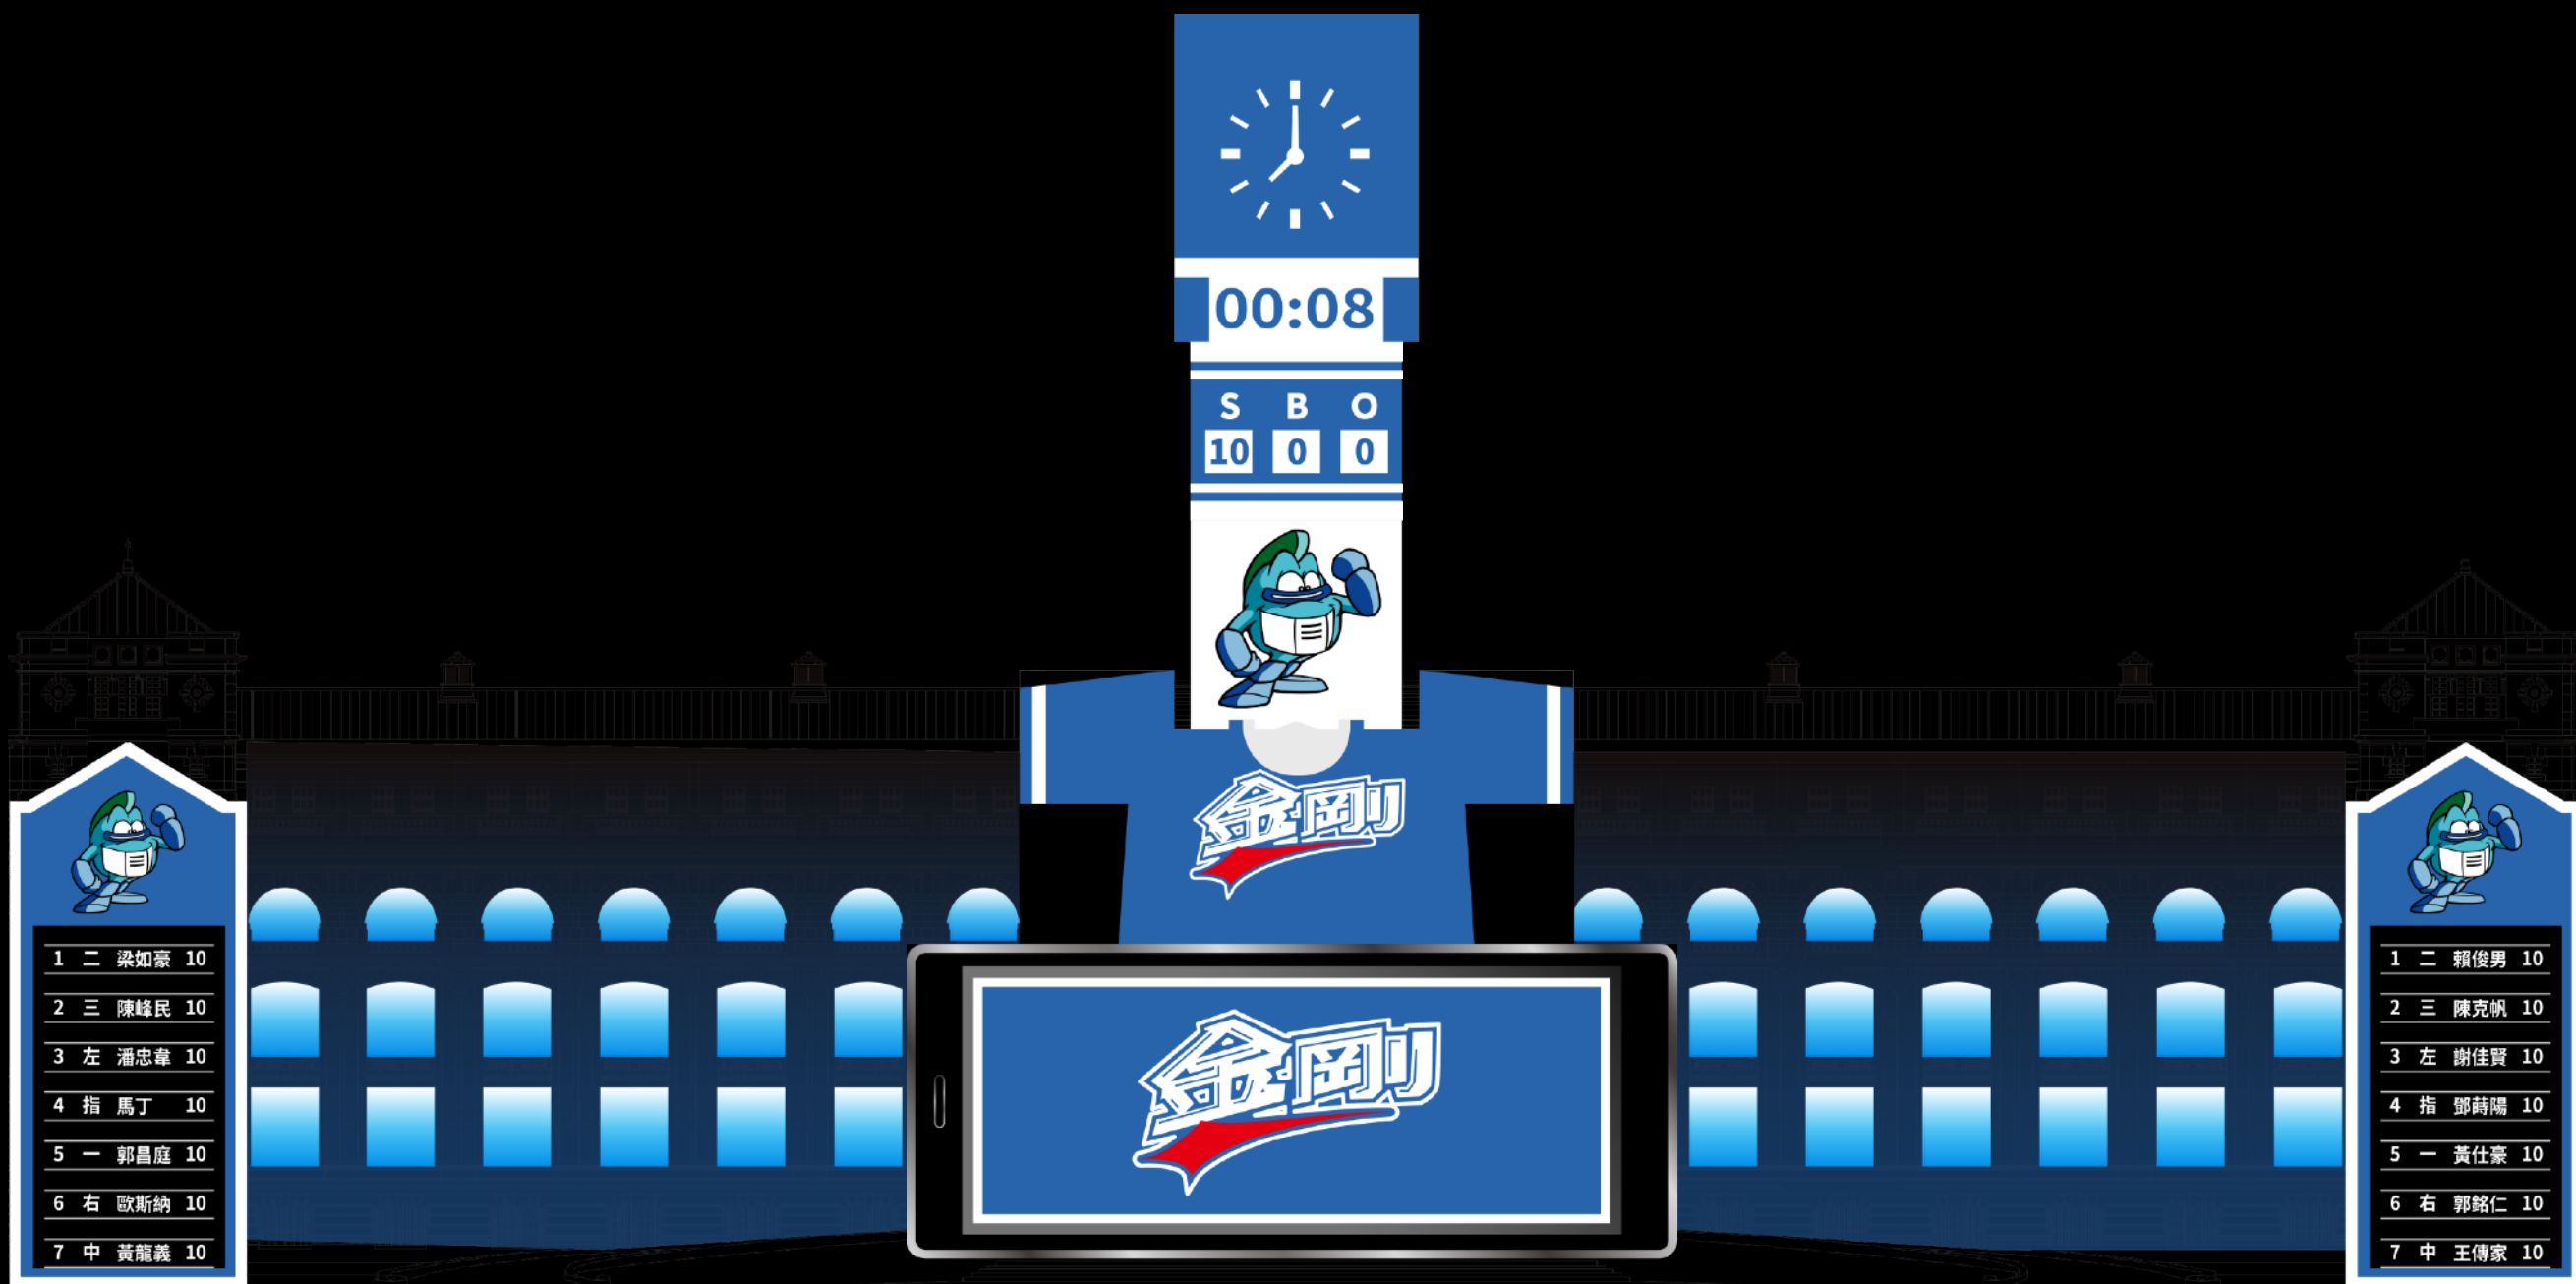 00:08
S B O
10 0 0
金剛
金剛
1 二 梁如豪 10
2 三 陳峰民 10
3 左 潘忠韋 10
4 指 馬丁 10
5 一 郭昌庭 10
6 右 歐斯納 10
7 中 黃龍義 10
1 二 賴俊男 10
2 三 陳克帆 10
3 左 謝佳賢 10
4 指 鄧蒔陽 10
5 一 黃仕豪 10
6 右 郭銘仁 10
7 中 王傳家 10